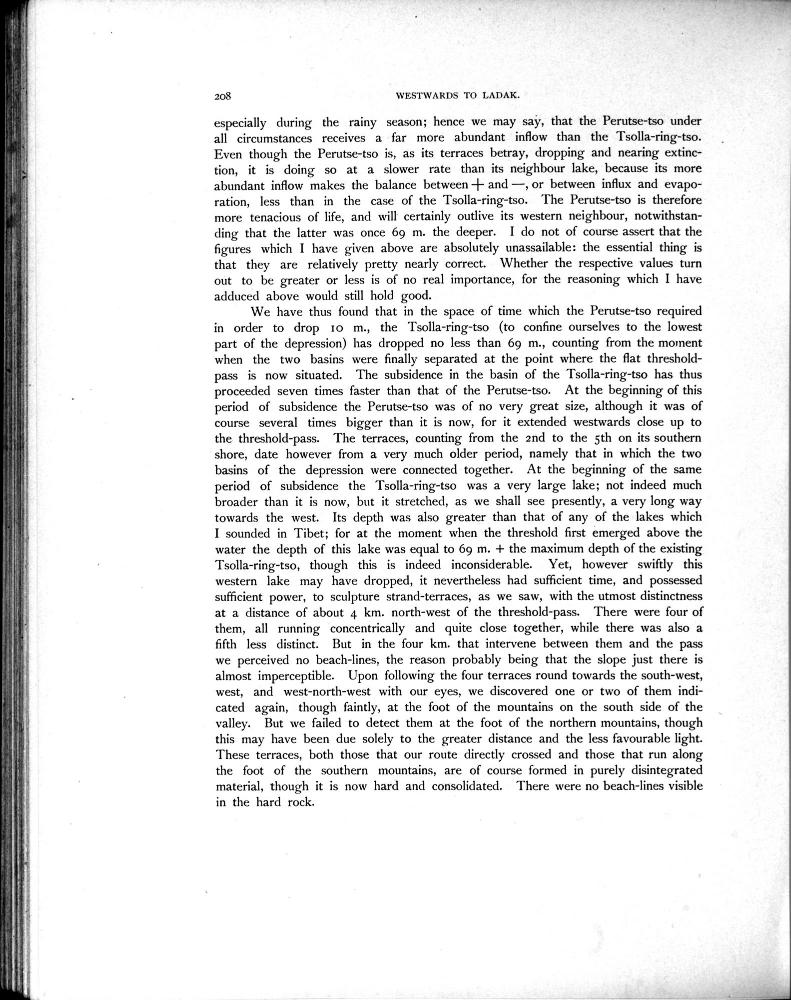 208 WESTWARDS TO LADAK.
especially during the rainy season; hence we may say, that the Perutse-tso under
all circumstances receives a far more abundant inflow than the Tsolla-ring-tso.
Even though the Perutse-tso is, as its terraces betray, dropping and nearing extinc-
tion, it is doing so at a slower rate than its neighbour lake, because its more
abundant inflow makes the balance between + and —, or between influx and evapo-
ration, less than in the case of the Tsolla-ring-tso. The Perutse-tso is therefore
more tenacious of life, and will certainly outlive its western neighbour, notwithstan-
ding that the latter was once 69 m. the deeper. I do not of course assert that the
figures which I have given above are absolutely unassailable: the essential thing is
that they are relatively pretty nearly correct. Whether the respective values turn
out to be greater or less is of no real importance, for the reasoning which I have
adduced above would still hold good.
We have thus found that in the space of time which the Perutse-tso required
in order to drop 10 m., the Tsolla-ring-tso (to confine ourselves to the lowest
part of the depression) has dropped no less than 69 m., counting from the moment
when the two basins were finally separated at the point where the flat threshold-
pass is now situated. The subsidence in the basin of the Tsolla-ring-tso has thus
proceeded seven times faster than that of the Perutse-tso. At the beginning of this
period of subsidence the Perutse-tso was of no very great size, although it was of
course several times bigger than it is now, for it extended westwards close up to
the threshold-pass. The terraces, counting from the 2nd to the 5th on its southern
shore, date however from a very much older period, namely that in which the two
basins of the depression were connected together. At the beginning of the same
period of subsidence the Tsolla-ring-tso was a very large lake; not indeed much
broader than it is now, but it stretched, as we shall see presently, a very long way
towards the west. Its depth was also greater than that of any of the lakes which
I sounded in Tibet; for at the moment when the threshold first emerged above the
water the depth of this lake was equal to 69 m. + the maximum depth of the existing
Tsolla-ring-tso, though this is indeed inconsiderable. Yet, however swiftly this
western lake may have dropped, it nevertheless had sufficient time, and possessed
sufficient power, to sculpture strand-terraces, as we saw, with the utmost distinctness
at a distance of about 4 km. north-west of the threshold-pass. There were four of
them, all running concentrically and quite close together, while there was also a
fifth less distinct. But in the four km. that intervene between them and the pass
we perceived no beach-lines, the reason probably being that the slope just there is
almost imperceptible. Upon following the four terraces round towards the south-west,
west, and west-north-west with our eyes, we discovered one or two of them indi-
cated again, though faintly, at the foot of the mountains on the south side of the
valley. But we failed to detect them at the foot of the northern mountains, though
this may have been due solely to the greater distance and the less favourable light.
These terraces, both those that our route directly crossed and those that run along
the foot of the southern mountains, are of course formed in purely disintegrated
material, though it is now hard and consolidated. There were no beach-lines visible
in the hard rock.